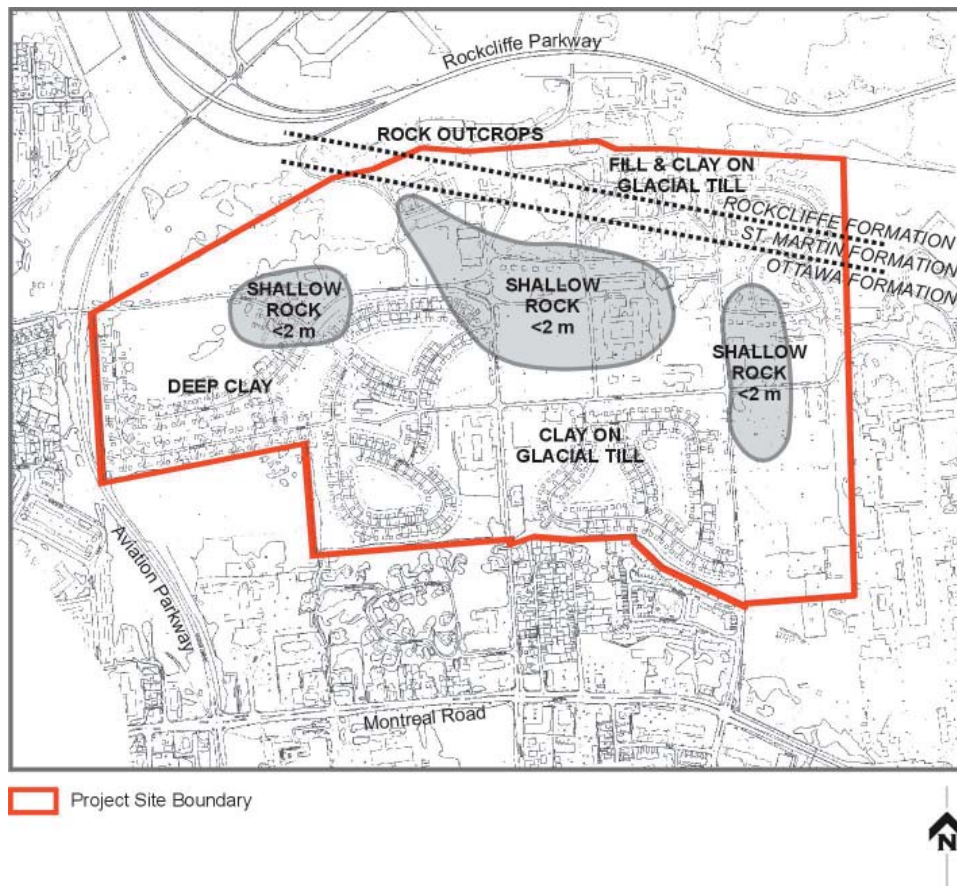 Rockcliffe Parkway
ROCK OUTCROPS
FILL & CLAY ON
GLACIAL TILL
ROCKCLIFFE FORMATION
ST. MARTIN FORMATION
OTTAWA FORMATION
SHALLOW
ROCK
<2 m
SHALLOW
ROCK
<2 m
SHALLOW
ROCK
<2 m
DEEP CLAY
CLAY ON
GLACIAL TILL
Aviation Parkway
Montreal Road
Project Site Boundary
N